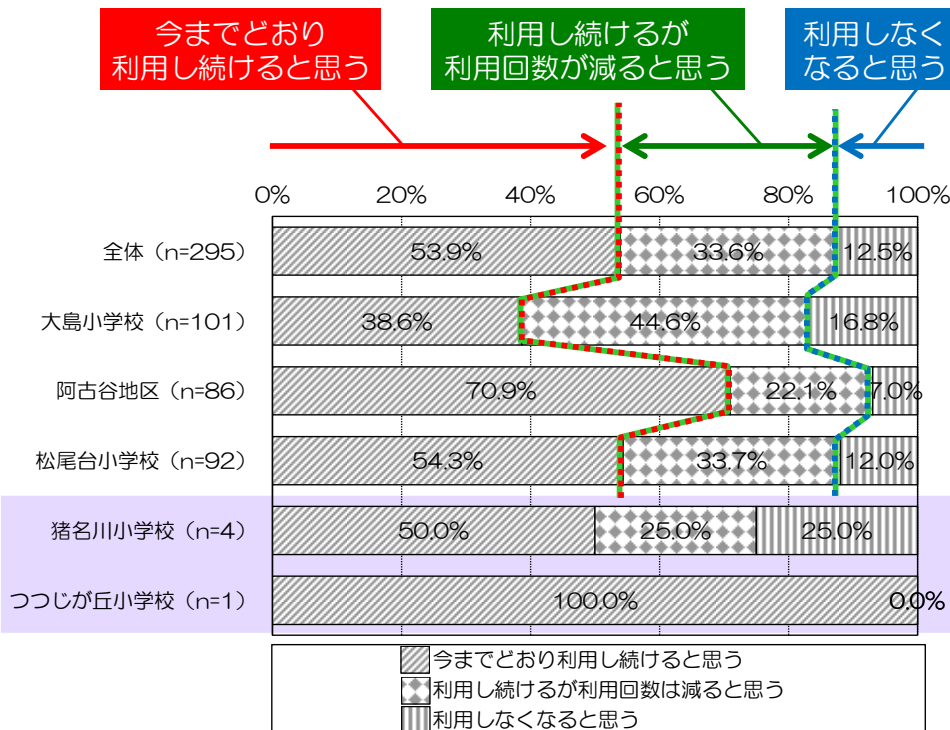 今までどおり
利用し続けると思う
利用し続けるが
利用回数が減ると思う
利用しなく
なると思う
0% 20% 40% 60% 80% 100%
全体（n=295） 53.9% 33.6% 12.5%
大島小学校（n=101） 38.6% 44.6% 16.8%
阿古谷地区（n=86） 70.9% 22.1% 7.0%
松尾台小学校（n=92） 54.3% 33.7% 12.0%
猪名川小学校（n=4） 50.0% 25.0% 25.0%
つつじが丘小学校（n=1） 100.0% 0.0%
今までどおり利用し続けると思う
利用し続けるが利用回数は減ると思う
利用しなくなると思う